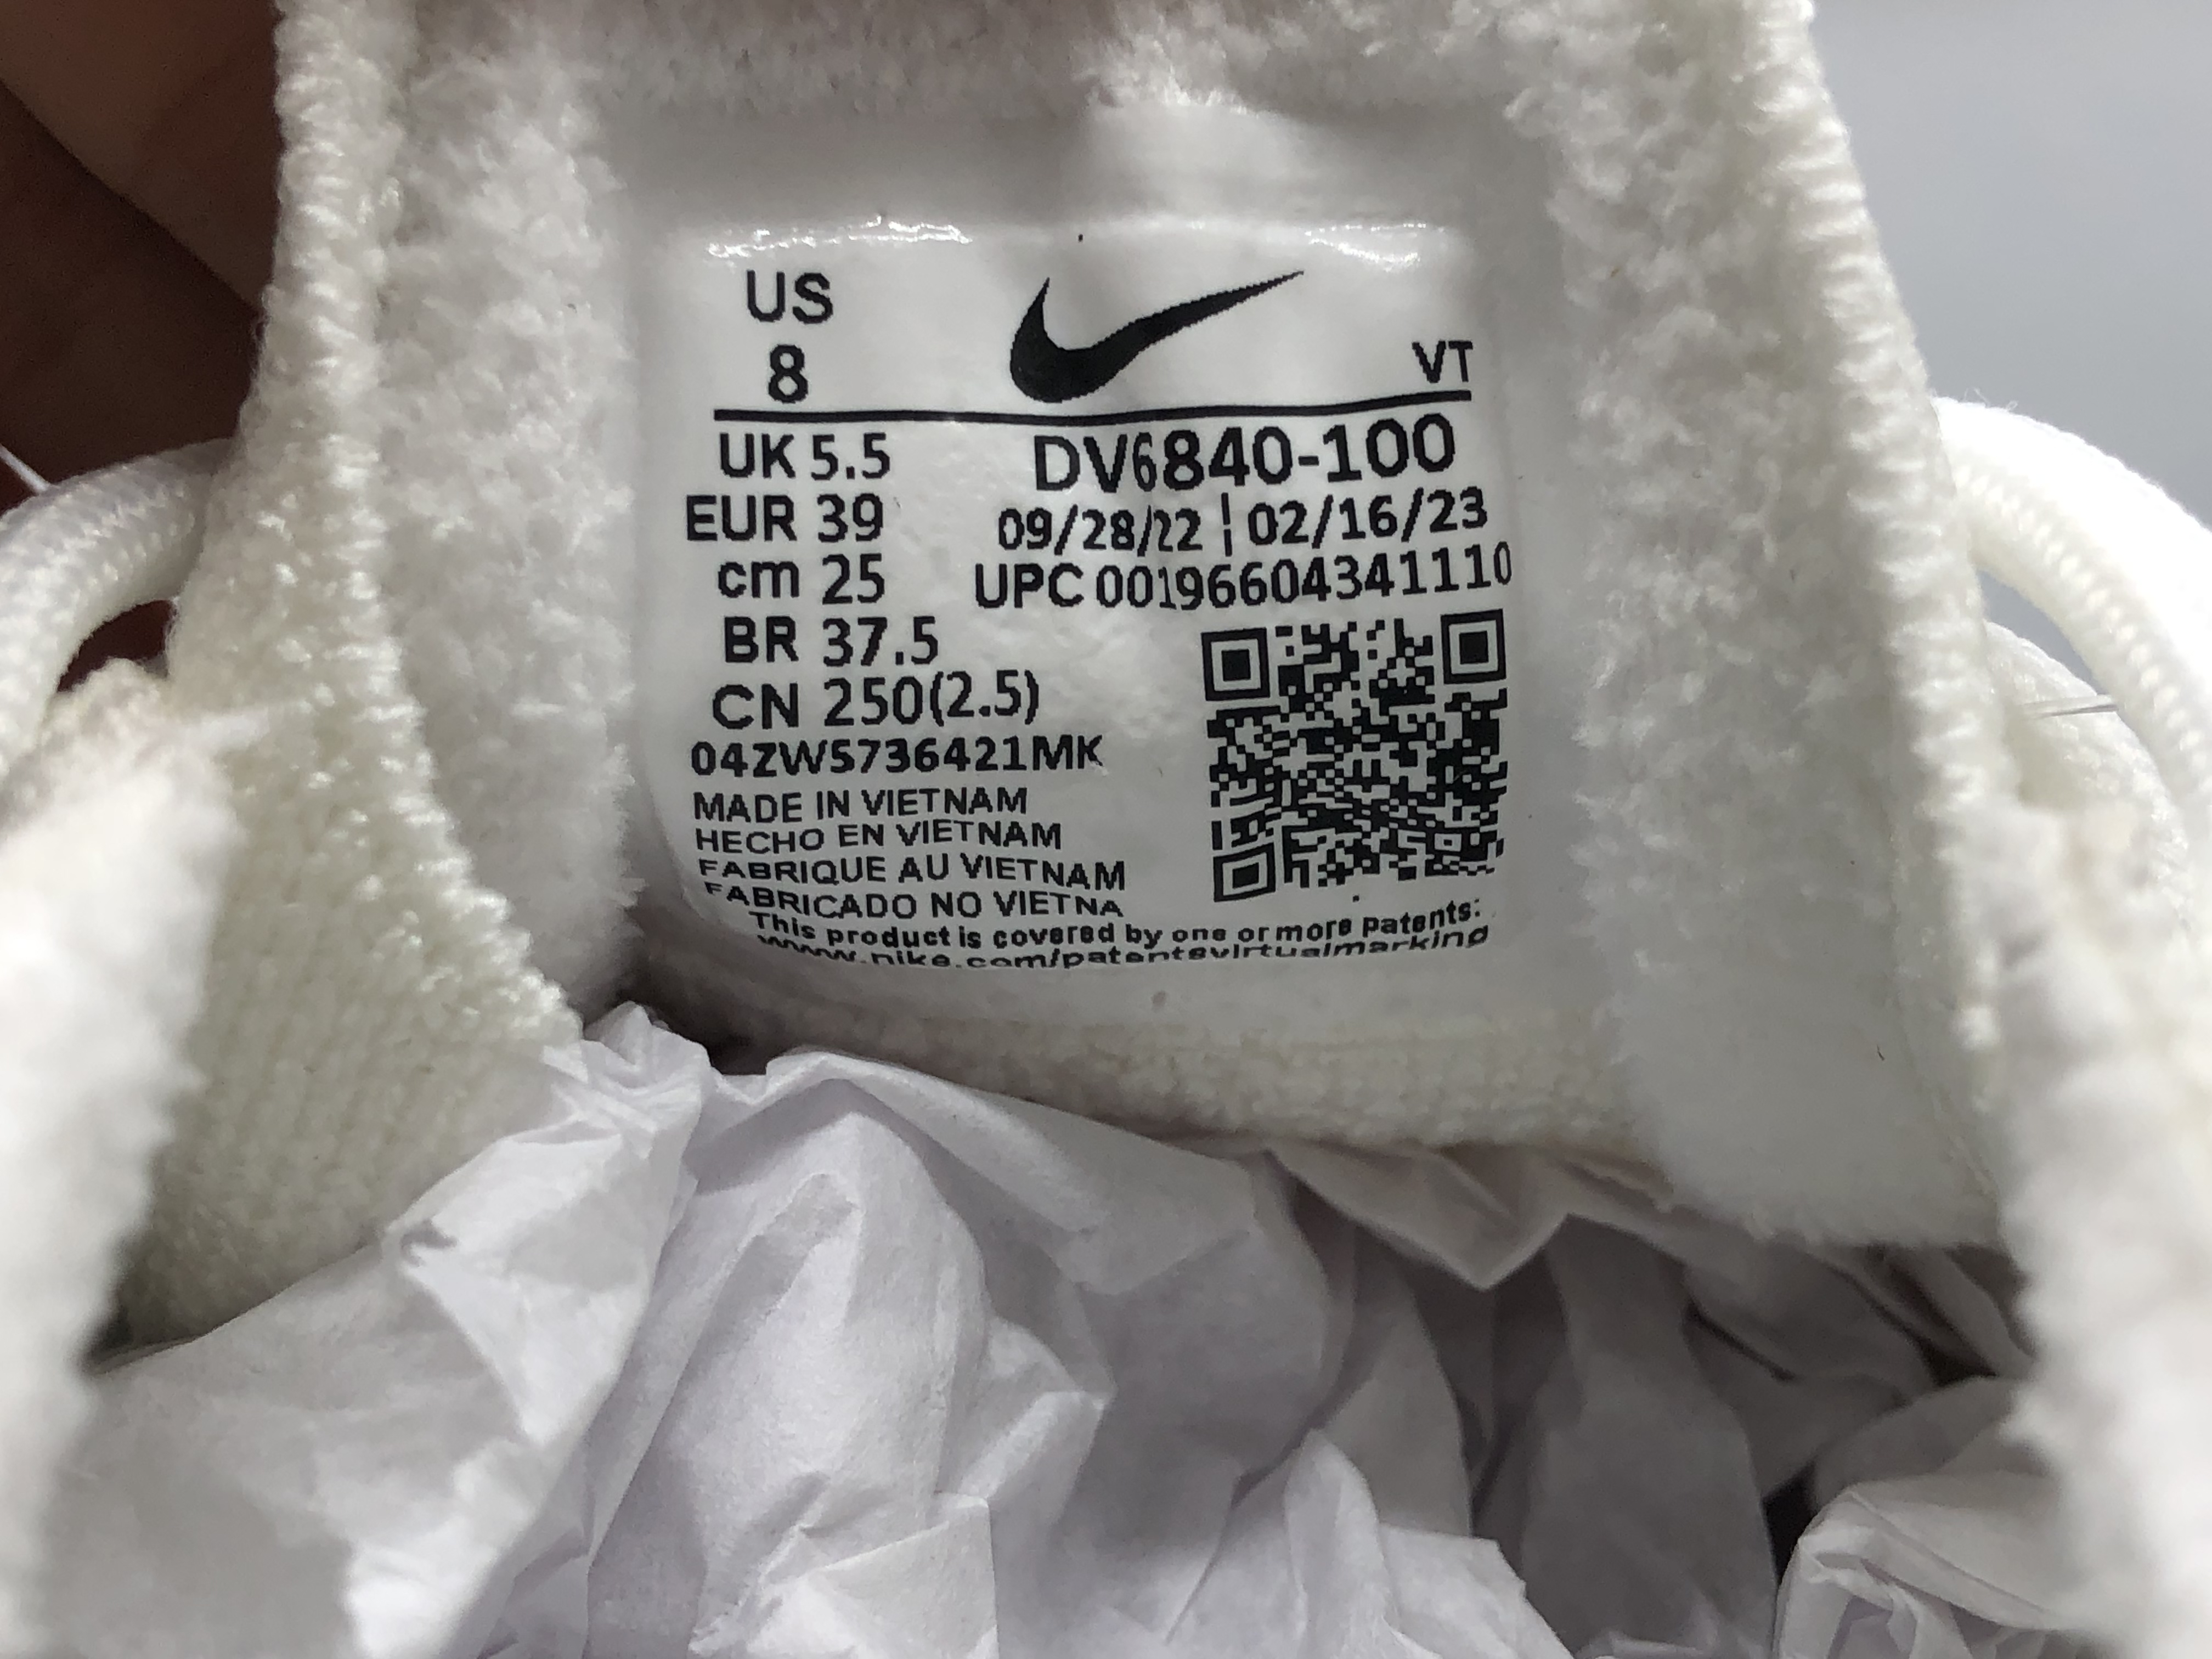 US
8
VT
UK 5.5
EUR 39
cm 25
BR 37.5
CN 250(2.5)
DV6840-100
09/28/22 | 02/16/23
UPC 00196604341110
04ZW5736421MK
MADE IN VIETNAM
HECHO EN VIETNAM
FABRIQUE AU VIETNAM
FABRICADO NO VIETNA
This product is covered by one or more patents:
www.nike.com/patentsvirtualmarking